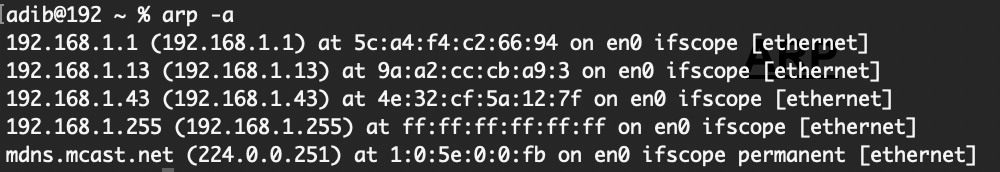 [adib@192 ~ % arp -a
192.168.1.1 (192.168.1.1) at 5c:a4:f4:c2:66:94 on en0 ifscope [ethernet]
192.168.1.13 (192.168.1.13) at 9a:a2:cc:cb:a9:3 on en0 ifscope [ethernet]
192.168.1.43 (192.168.1.43) at 4e:32:cf:5a:12:7f on en0 ifscope [ethernet]
192.168.1.255 (192.168.1.255) at ff:ff:ff:ff:ff:ff on en0 ifscope [ethernet]
mdns.mcast.net (224.0.0.251) at 1:0:5e:0:0:fb on en0 ifscope permanent [ethernet]
ARP